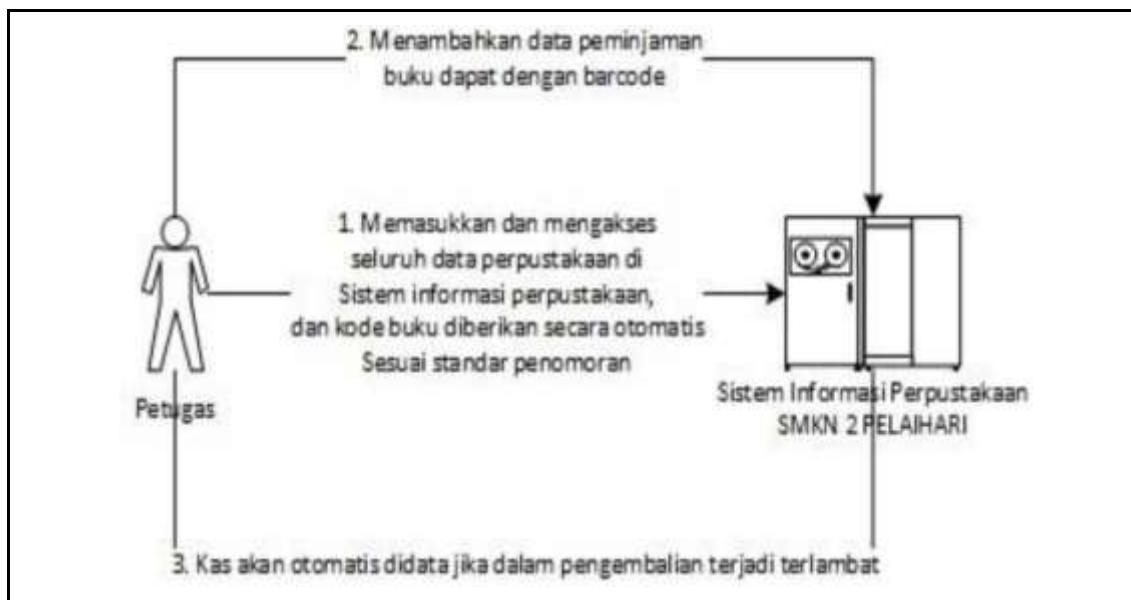 2. Menambahkan data peminjaman
buku dapat dengan barcode
1. Memasukkan dan mengakses
seluruh data perpustakaan di
Sistem informasi perpustakaan,
dan kode buku diberikan secara otomatis
Sesuai standar penomoran
Petugas
Sistem Informasi Perpustakaan
SMKN 2 PELAIHARI
3. Kas akan otomatis didata jika dalam pengembalian terjadi terlambat